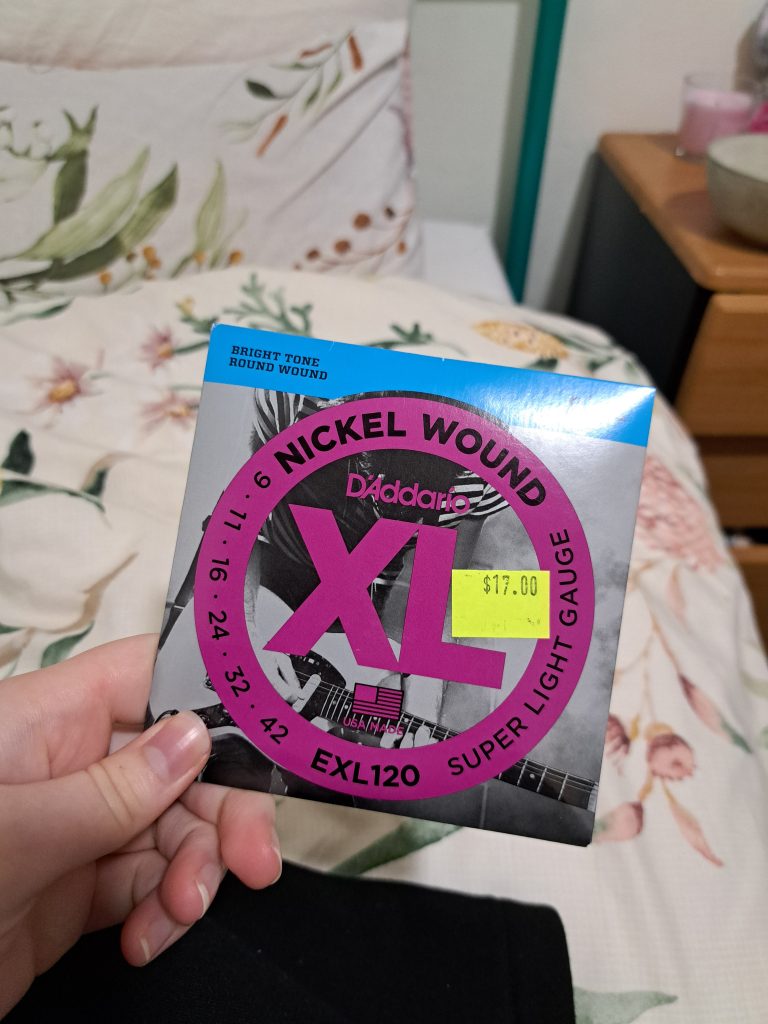 BRIGHT TONE
ROUND WOUND
NICKEL WOUND
D'Addario
XL
$17.00
9 · 11 · 16 · 24 · 32 · 42
USA MADE
EXL120
SUPER LIGHT GAUGE